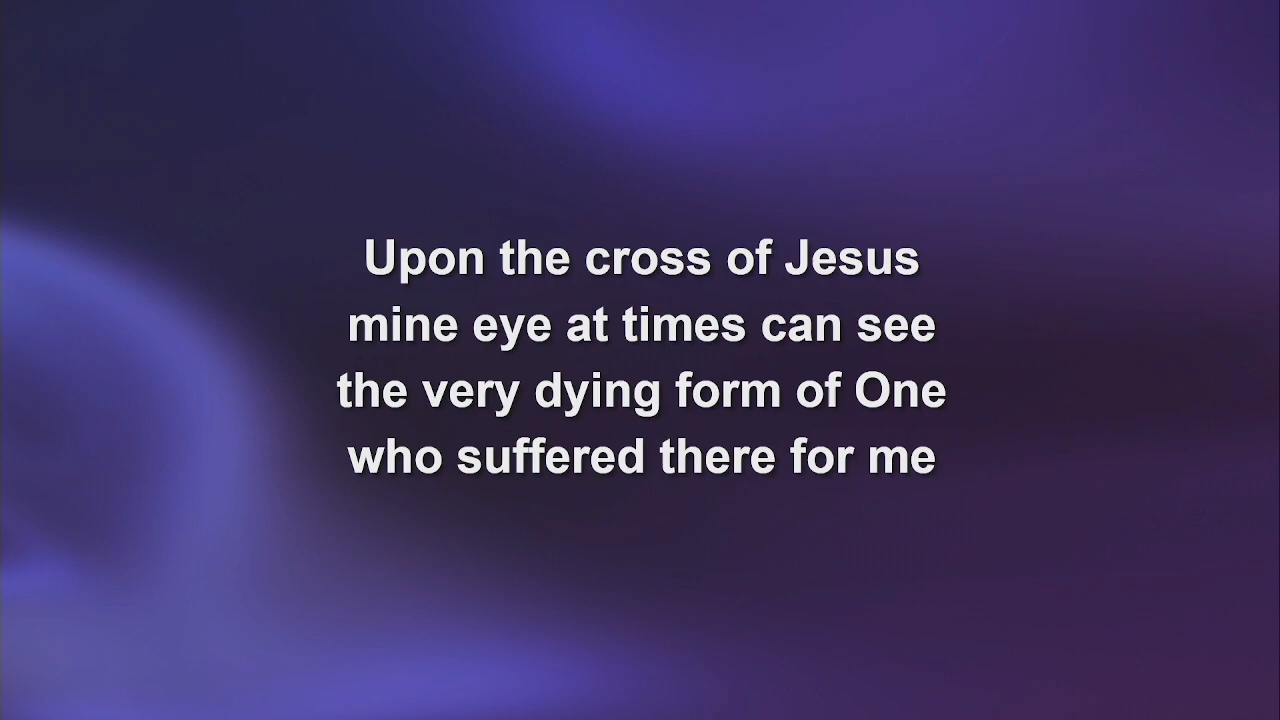 Upon the cross of Jesus
mine eye at times can see
the very dying form of One
who suffered there for me